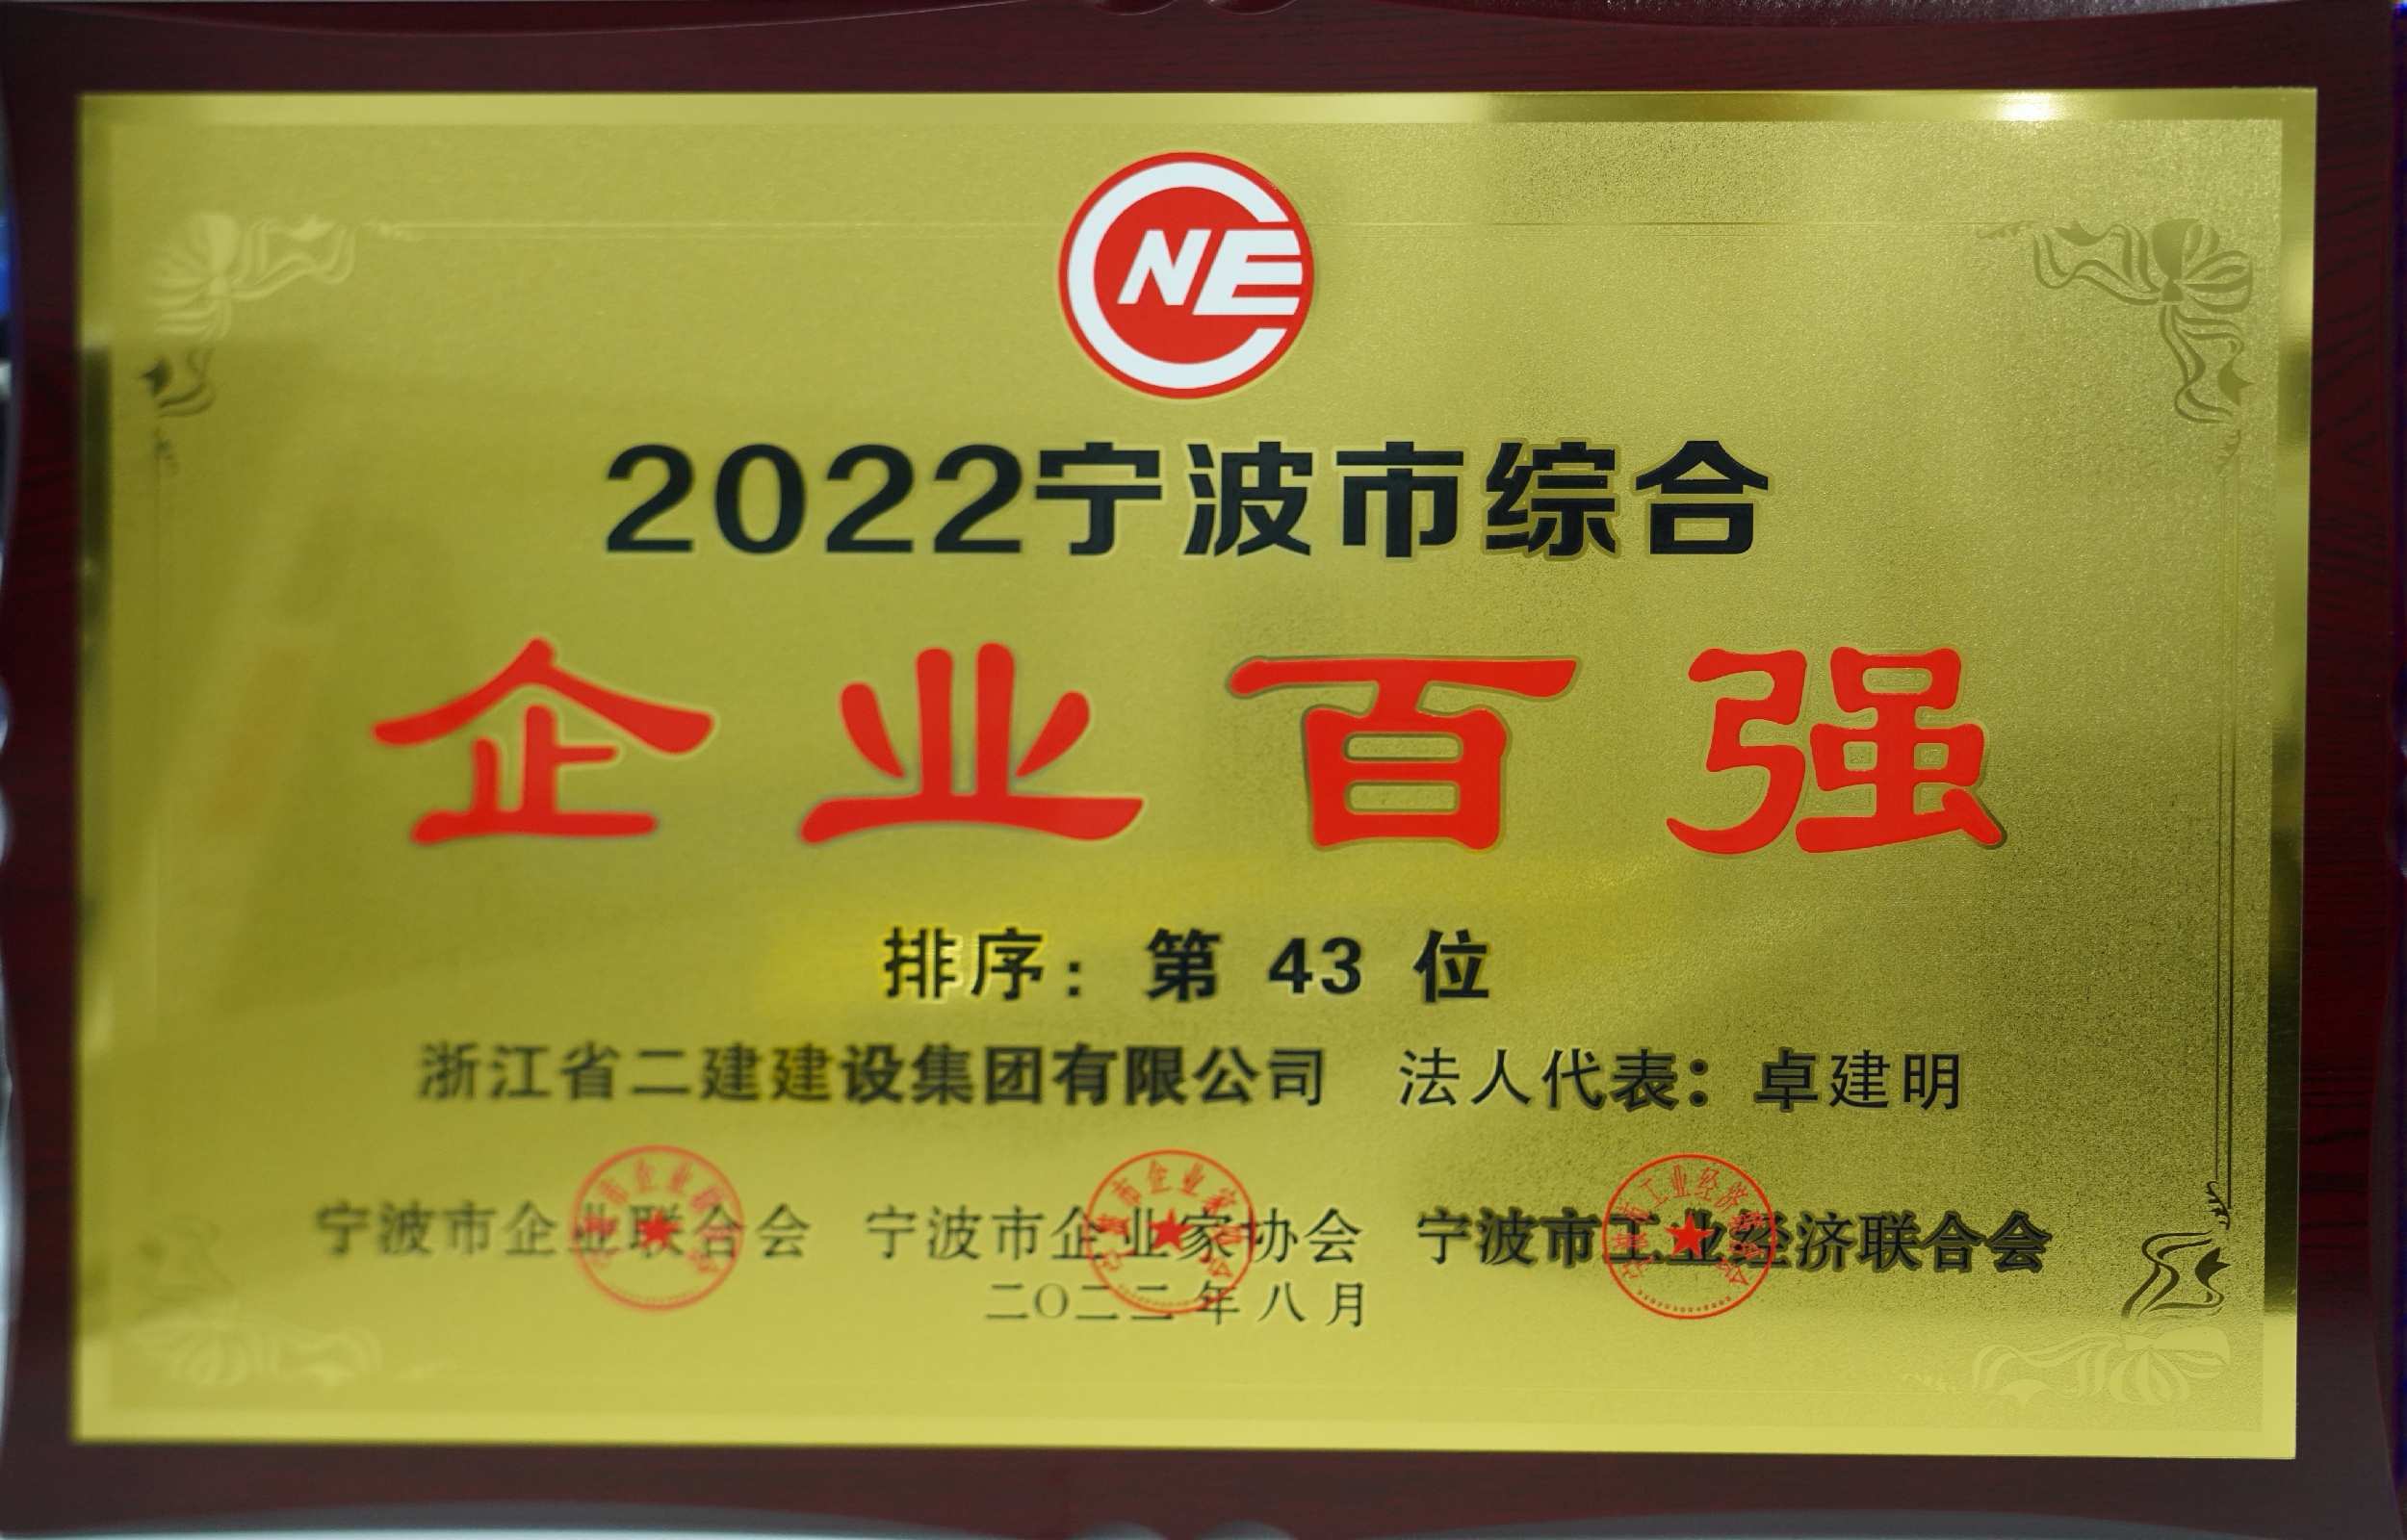 CNE
2022宁波市综合
企业百强
排序：第 43 位
浙江省二建建设集团有限公司 法人代表：卓建明
宁波市企业联合会 宁波市企业家协会 宁波市工业经济联合会
二〇二二年八月